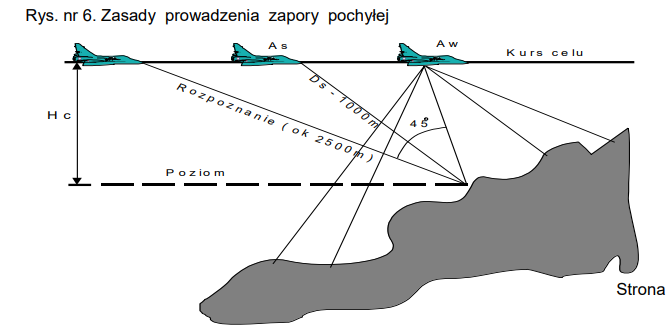 Rys. nr 6. Zasady prowadzenia zapory pochyłej
As
Aw
Kurs celu
Hc
Rozpoznanie (ok 2500m)
Ds - 1000m
45°
Poziom
Strona